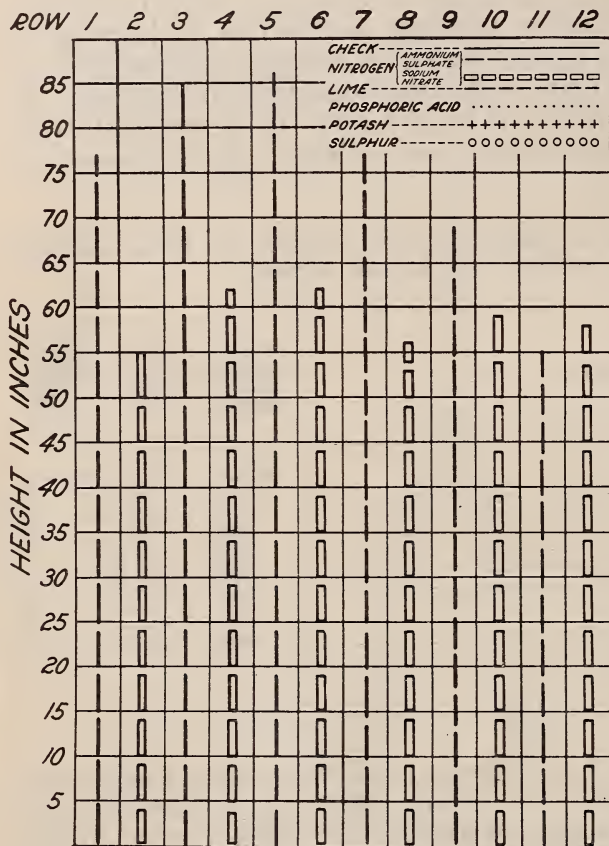 ROW 1 2 3 4 5 6 7 8 9 10 11 12
CHECK
NITROGEN
AMMONIUM
SULPHATE
SODIUM
NITRATE
LIME
PHOSPHORIC ACID
POTASH
SULPHUR
HEIGHT IN INCHES
85
80
75
70
65
60
55
50
45
40
35
30
25
20
15
10
5